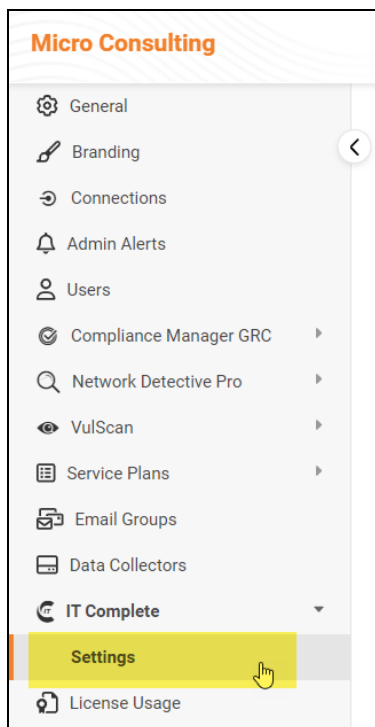 Micro Consulting
General
Branding
Connections
Admin Alerts
Users
Compliance Manager GRC
Network Detective Pro
VulScan
Service Plans
Email Groups
Data Collectors
IT Complete
Settings
License Usage